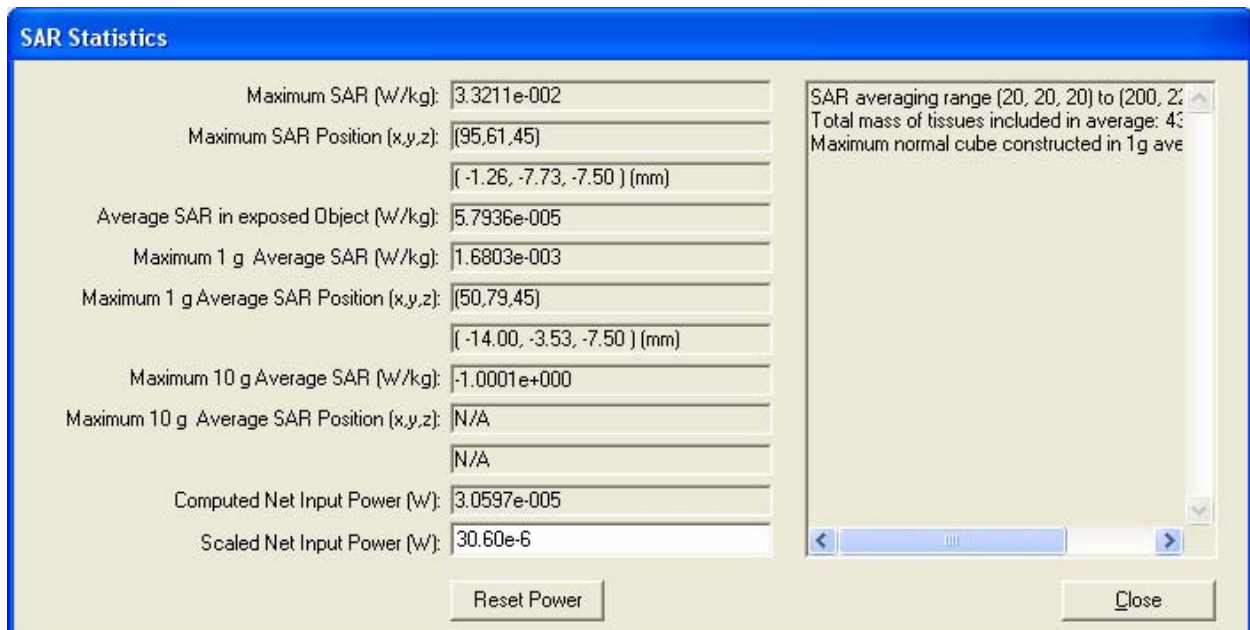 SAR Statistics
Maximum SAR (W/kg): 3.3211e-002
Maximum SAR Position (x,y,z): (95,61,45)
( -1.26, -7.73, -7.50 ) (mm)
Average SAR in exposed Object (W/kg): 5.7936e-005
Maximum 1 g Average SAR (W/kg): 1.6803e-003
Maximum 1 g Average SAR Position (x,y,z): (50,79,45)
( -14.00, -3.53, -7.50 ) (mm)
Maximum 10 g Average SAR (W/kg): -1.0001e+000
Maximum 10 g Average SAR Position (x,y,z): N/A
N/A
Computed Net Input Power (W): 3.0597e-005
Scaled Net Input Power (W): 30.60e-6
Reset Power
SAR averaging range (20, 20, 20) to (200, 22
Total mass of tissues included in average: 43
Maximum normal cube constructed in 1g ave
Close